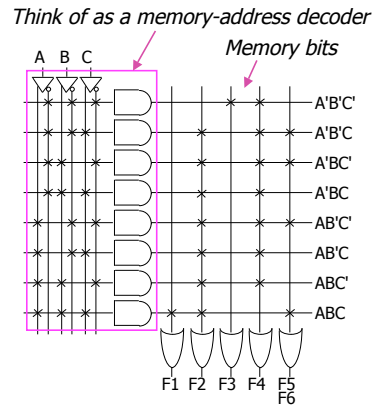 Think of as a memory-address decoder
Memory bits
A B C
A'B'C'
A'B'C
A'BC'
A'BC
AB'C'
AB'C
ABC'
ABC
F1 F2 F3 F4 F5
F6